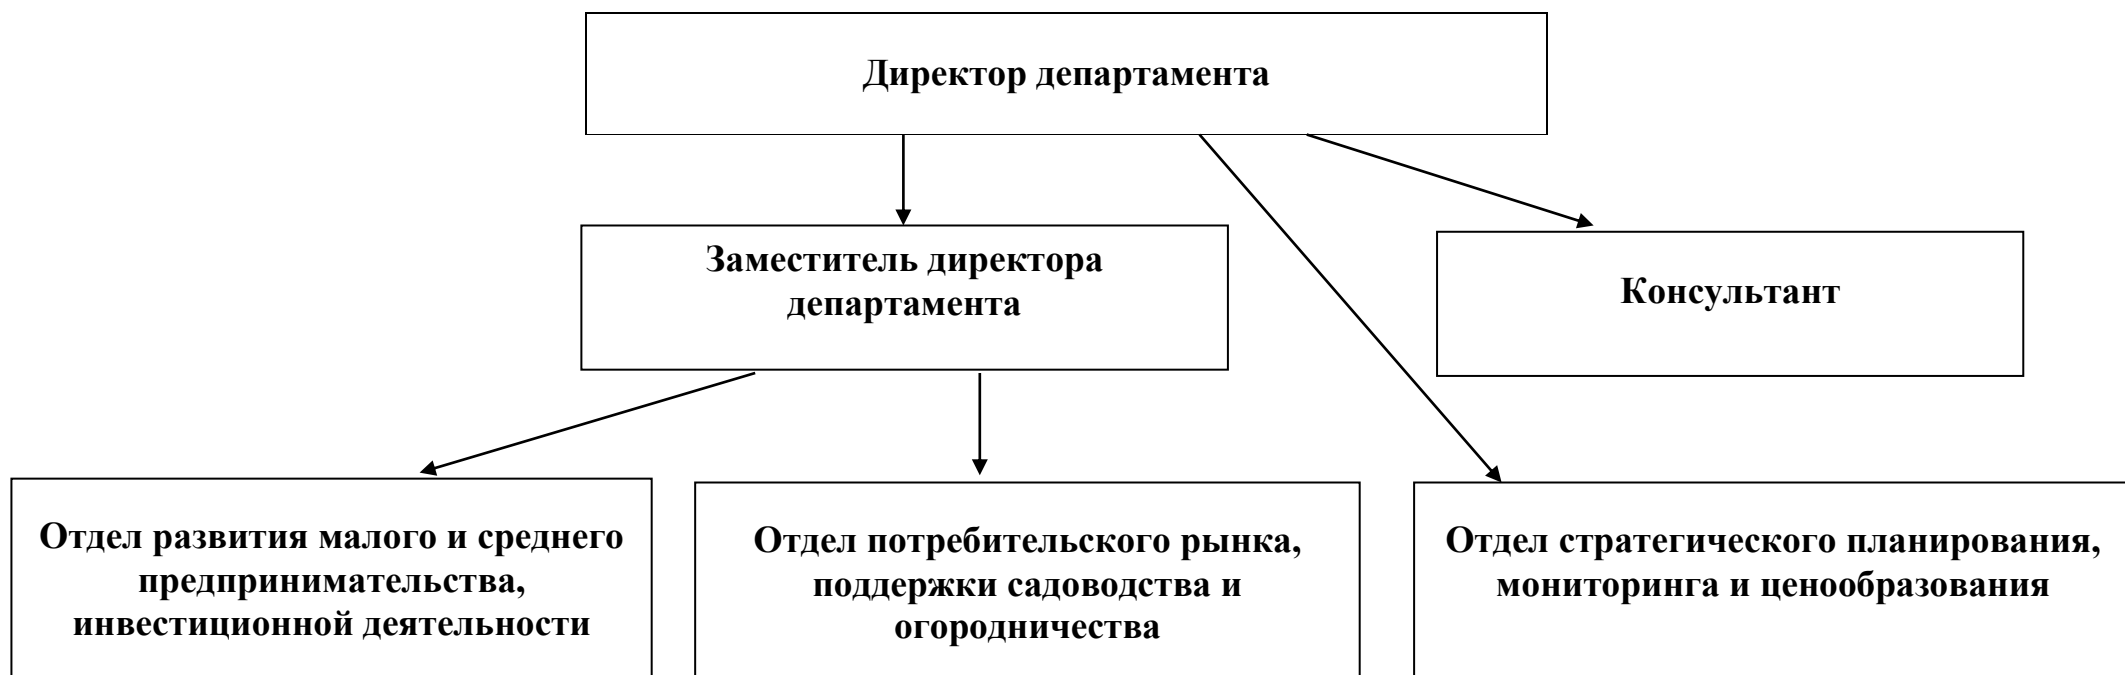 Директор департамента
Заместитель директора
департамента
Консультант
Отдел развития малого и среднего
предпринимательства,
инвестиционной деятельности
Отдел потребительского рынка,
поддержки садоводства и
огородничества
Отдел стратегического планирования,
мониторинга и ценообразования